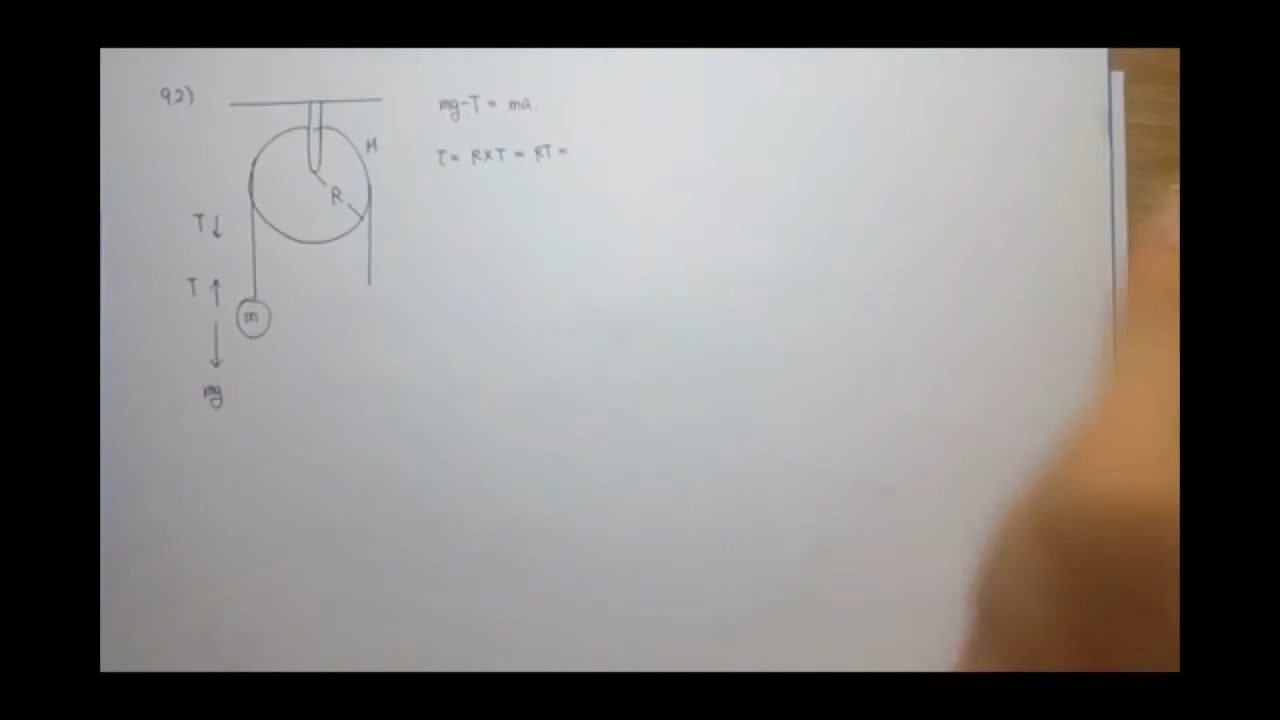 92)
mg-T = ma.
M
τ = R×T = RT =
R
T↓
T↑
m
mg